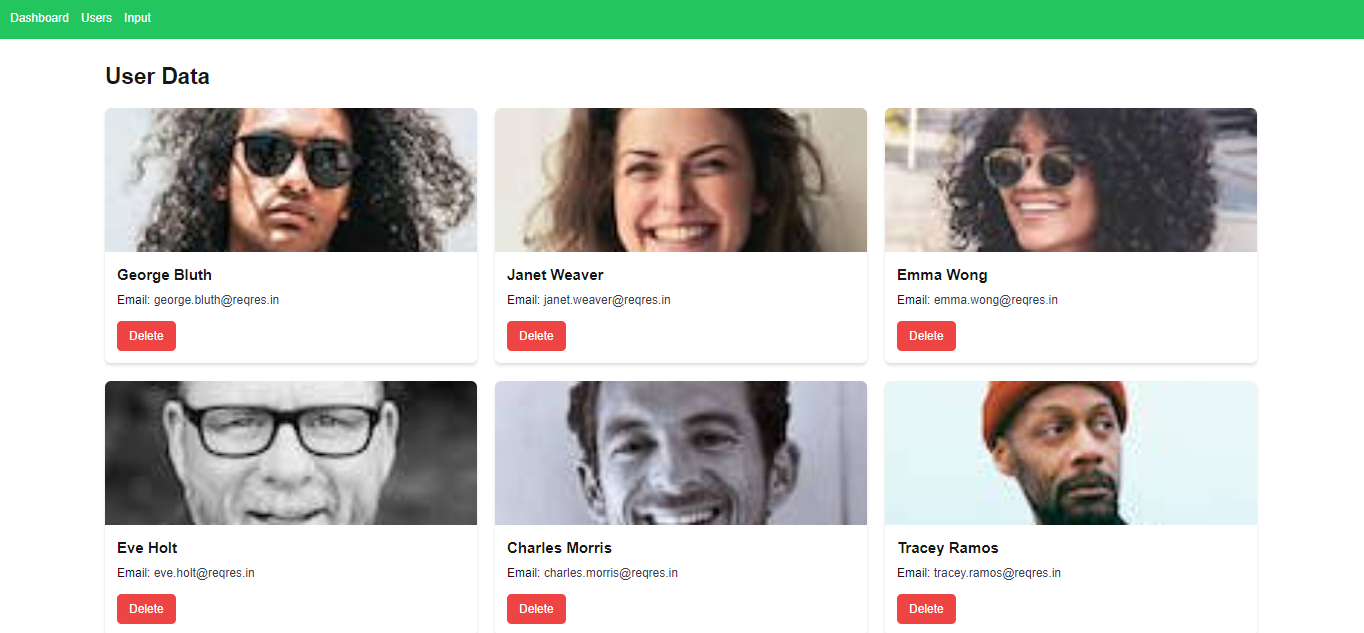 Dashboard Users Input
User Data
George Bluth
Email: george.bluth@reqres.in
Delete
Janet Weaver
Email: janet.weaver@reqres.in
Delete
Emma Wong
Email: emma.wong@reqres.in
Delete
Eve Holt
Email: eve.holt@reqres.in
Delete
Charles Morris
Email: charles.morris@reqres.in
Delete
Tracey Ramos
Email: tracey.ramos@reqres.in
Delete